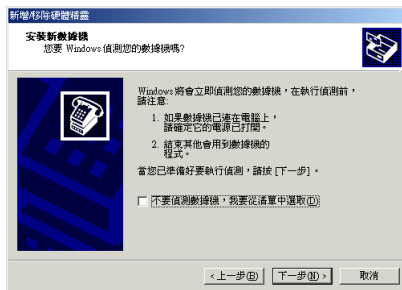 新增/移除硬體精靈
安裝新數據機
您要 Windows 偵測您的數據機嗎?
Windows 將會立即偵測您的數據機，在執行偵測前，
請注意:
1. 如果數據機已連在電腦上，
請確定它的電源已打開。
2. 結束其他會用到數據機的
程式。
當您已準備好要執行偵測，請按 [下一步]。
不要偵測數據機，我要從清單中選取(D)
<上一步(B)
下一步(N)>
取消